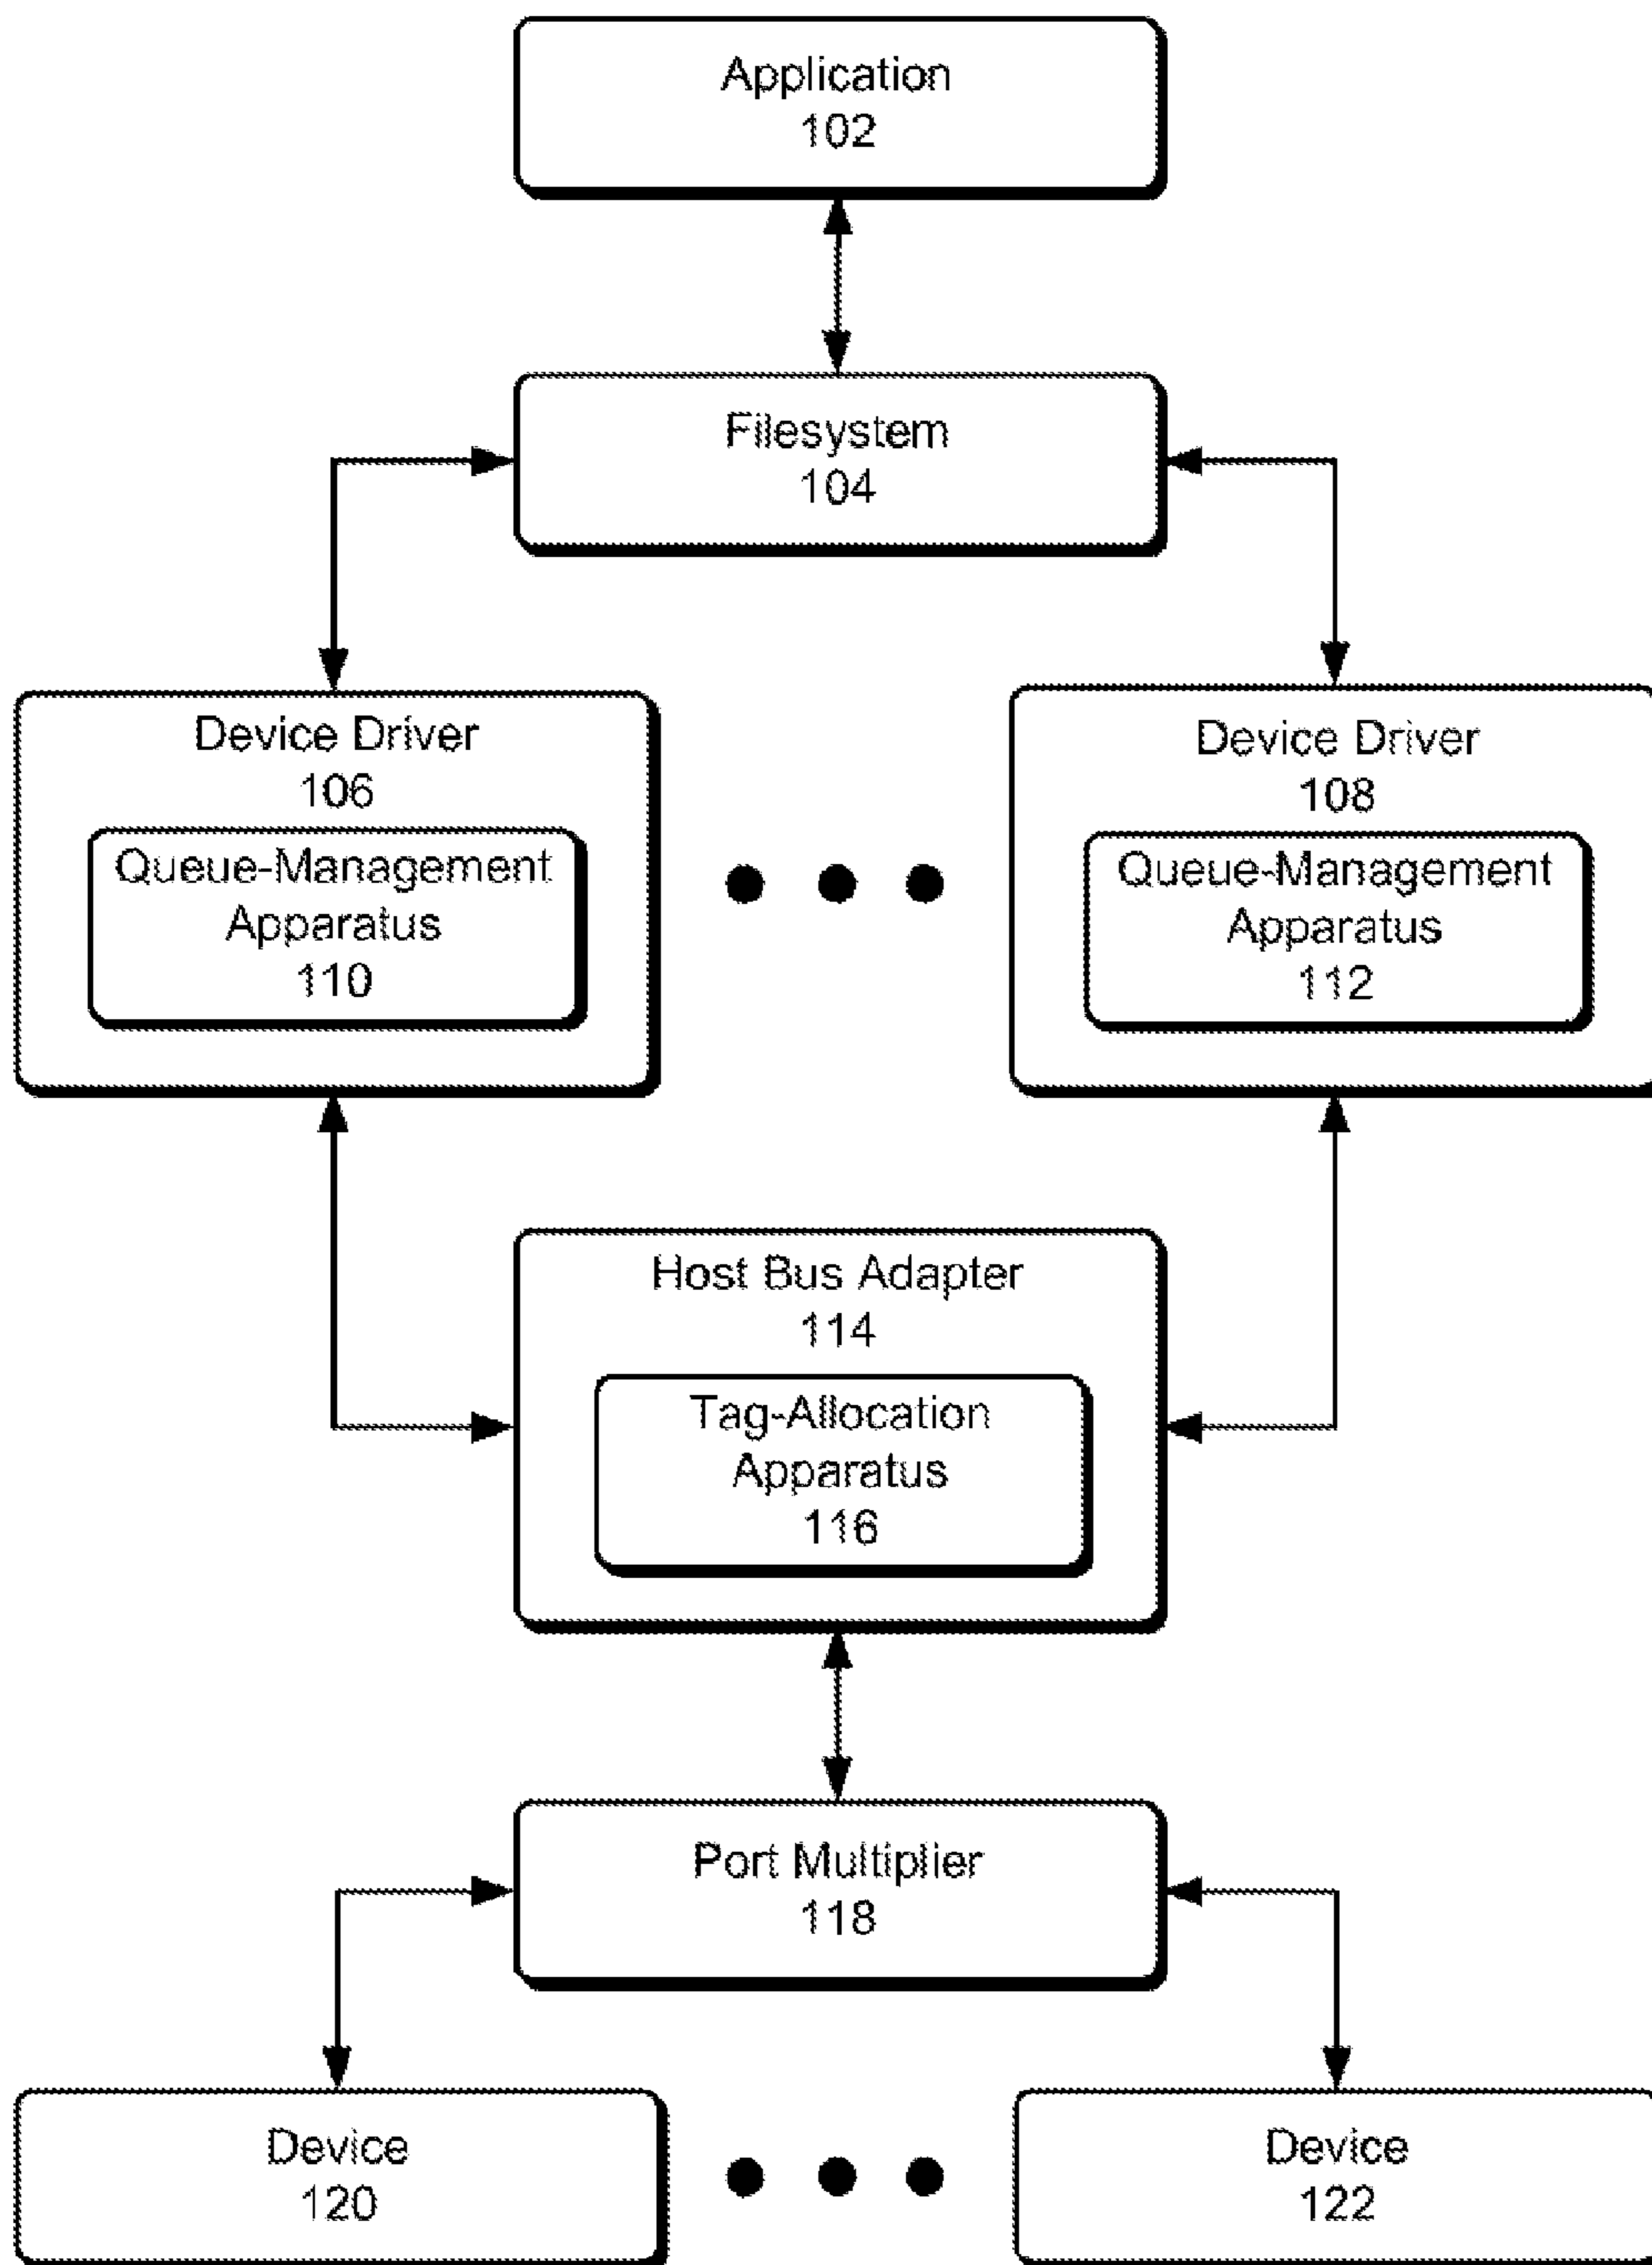 Application
102
Filesystem
104
Device Driver
106
Queue-Management
Apparatus
110
Device Driver
108
Queue-Management
Apparatus
112
Host Bus Adapter
114
Tag-Allocation
Apparatus
116
Port Multiplier
118
Device
120
Device
122